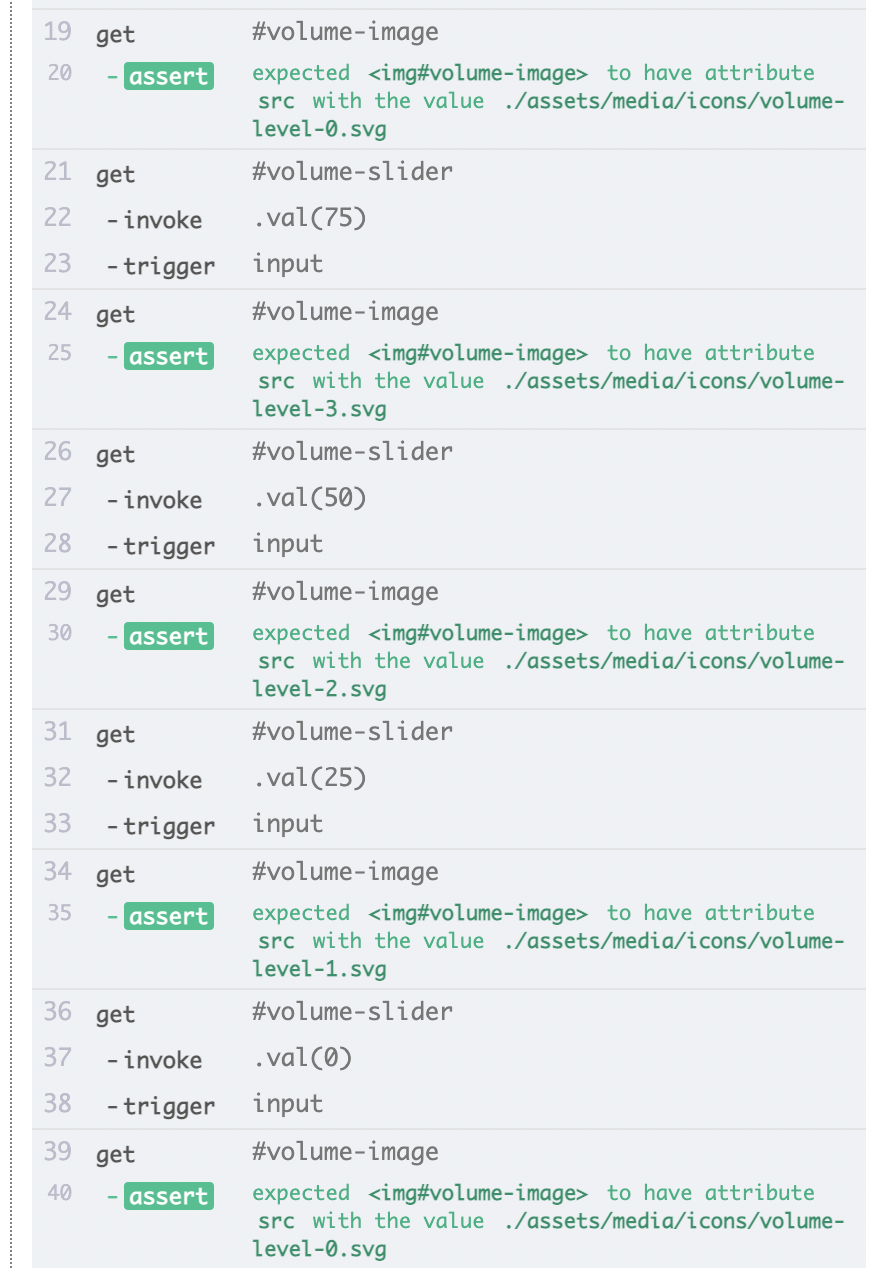 19 get #volume-image
20 -assert expected <img#volume-image> to have attribute
src with the value ./assets/media/icons/volume-
level-0.svg
21 get #volume-slider
22 -invoke .val(75)
23 -trigger input
24 get #volume-image
25 -assert expected <img#volume-image> to have attribute
src with the value ./assets/media/icons/volume-
level-3.svg
26 get #volume-slider
27 -invoke .val(50)
28 -trigger input
29 get #volume-image
30 -assert expected <img#volume-image> to have attribute
src with the value ./assets/media/icons/volume-
level-2.svg
31 get #volume-slider
32 -invoke .val(25)
33 -trigger input
34 get #volume-image
35 -assert expected <img#volume-image> to have attribute
src with the value ./assets/media/icons/volume-
level-1.svg
36 get #volume-slider
37 -invoke .val(0)
38 -trigger input
39 get #volume-image
40 -assert expected <img#volume-image> to have attribute
src with the value ./assets/media/icons/volume-
level-0.svg